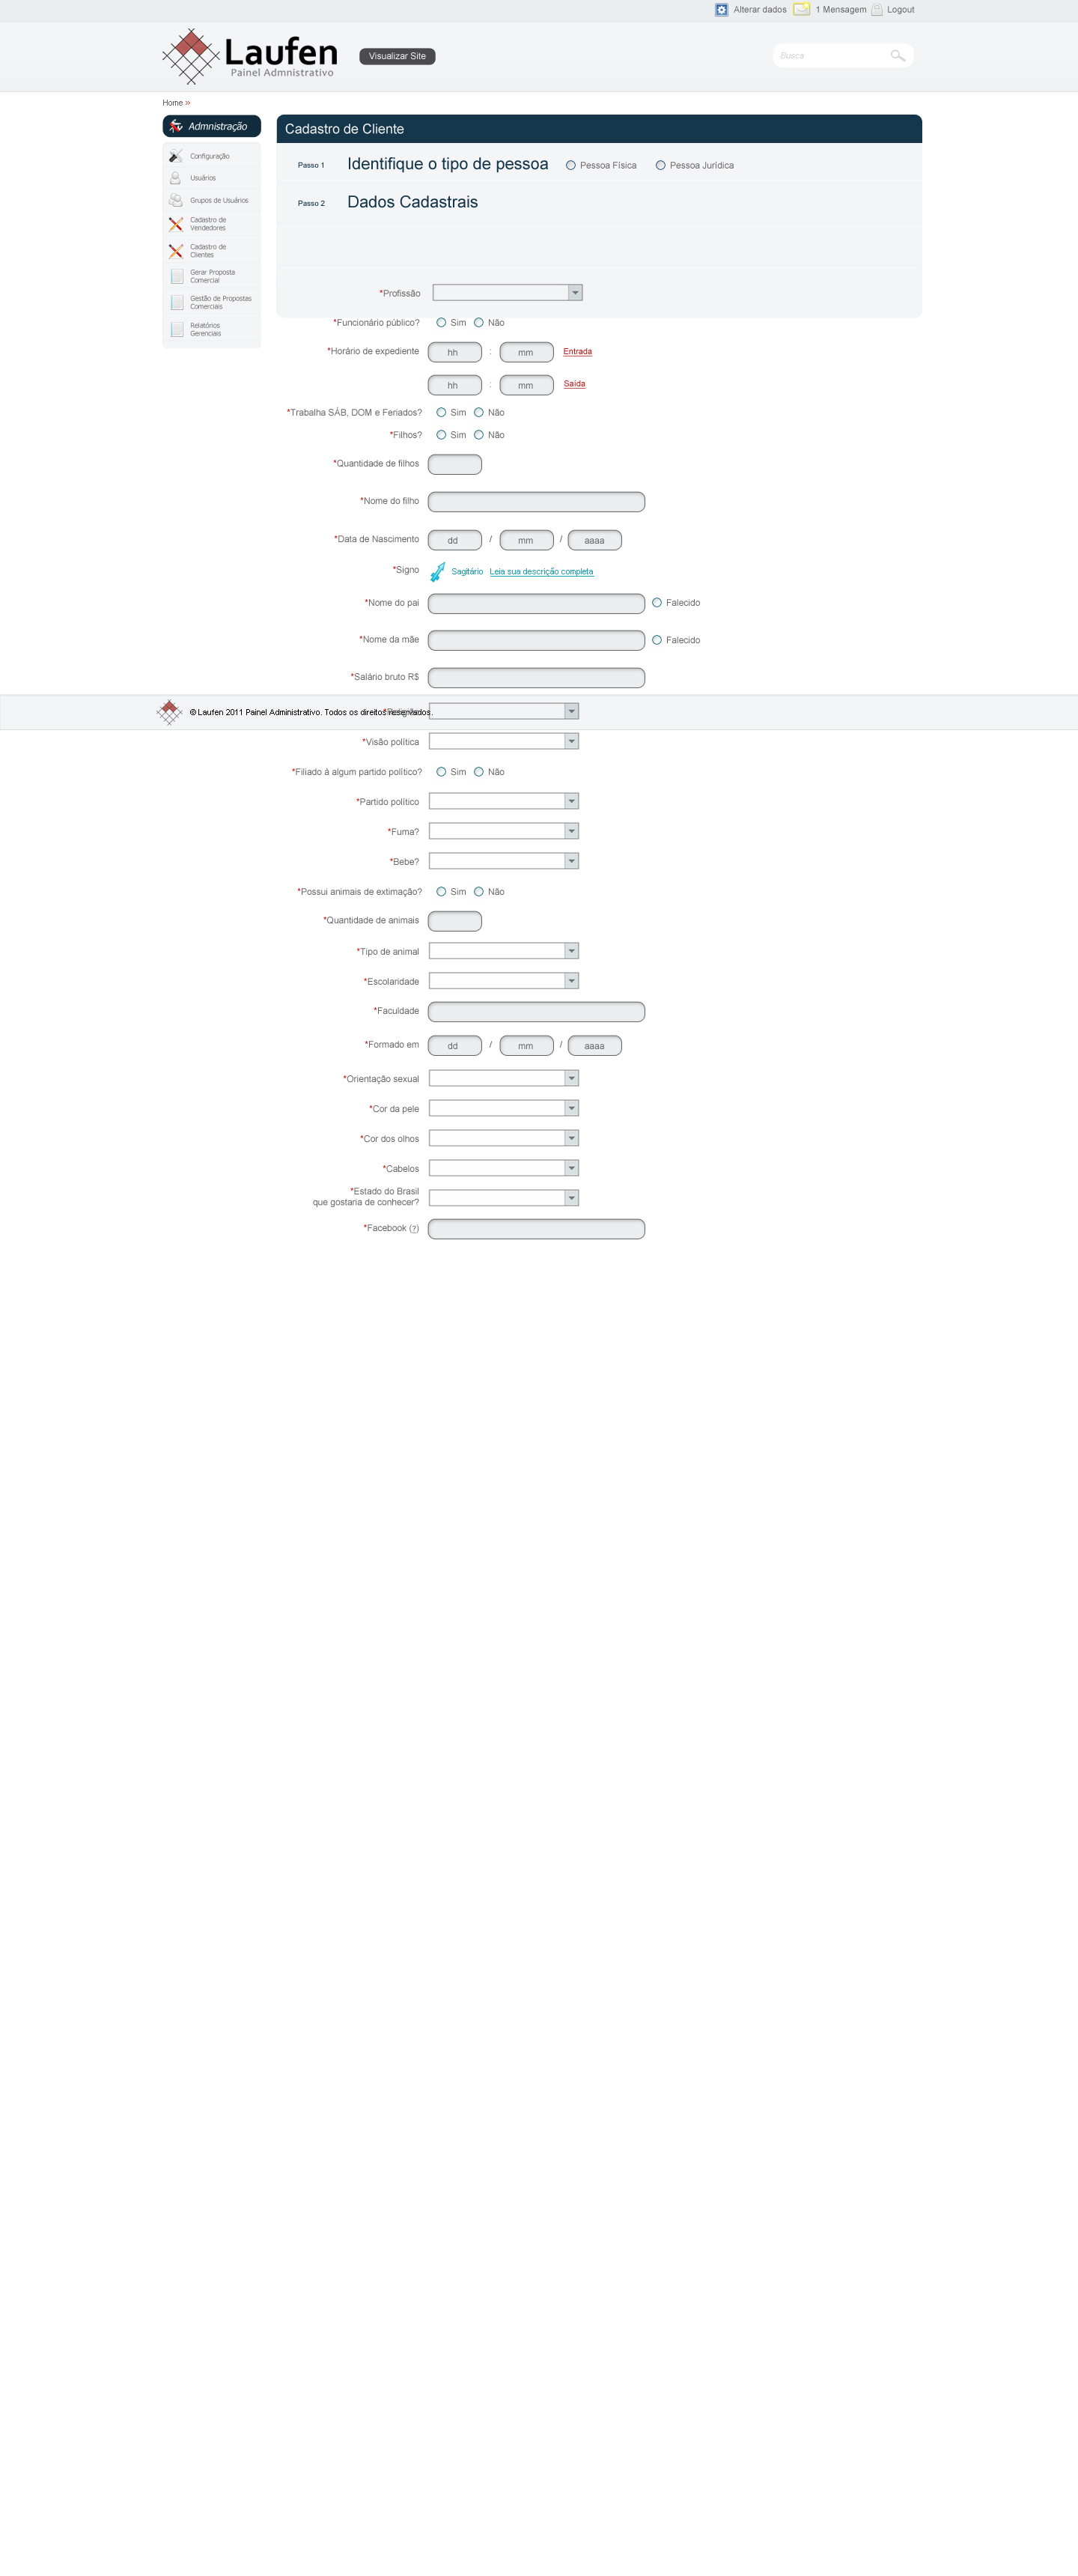 Alterar dados 1 Mensagem Logout
Laufen
Painel Admnistrativo
Visualizar Site
Busca
Home »
Admnistração
Configuração
Usuários
Grupos de Usuários
Cadastro de
Vendedores
Cadastro de
Clientes
Gerar Proposta
Comercial
Gestão de Propostas
Comerciais
Relatórios
Gerenciais
Cadastro de Cliente
Passo 1 Identifique o tipo de pessoa Pessoa Física Pessoa Jurídica
Passo 2 Dados Cadastrais
*Profissão
*Funcionário público? Sim Não
*Horário de expediente hh : mm Entrada
hh : mm Saída
*Trabalha SÁB, DOM e Feriados? Sim Não
*Filhos? Sim Não
*Quantidade de filhos
*Nome do filho
*Data de Nascimento dd / mm / aaaa
*Signo Sagitário Leia sua descrição completa
*Nome do pai Falecido
*Nome da mãe Falecido
*Salário bruto R$
© Laufen 2011 Painel Administrativo. Todos os direitos reservados.
*Visão política
*Filiado à algum partido político? Sim Não
*Partido político
*Fuma?
*Bebe?
*Possui animais de extimação? Sim Não
*Quantidade de animais
*Tipo de animal
*Escolaridade
*Faculdade
*Formado em dd / mm / aaaa
*Orientação sexual
*Cor da pele
*Cor dos olhos
*Cabelos
*Estado do Brasil
que gostaria de conhecer?
*Facebook (?)